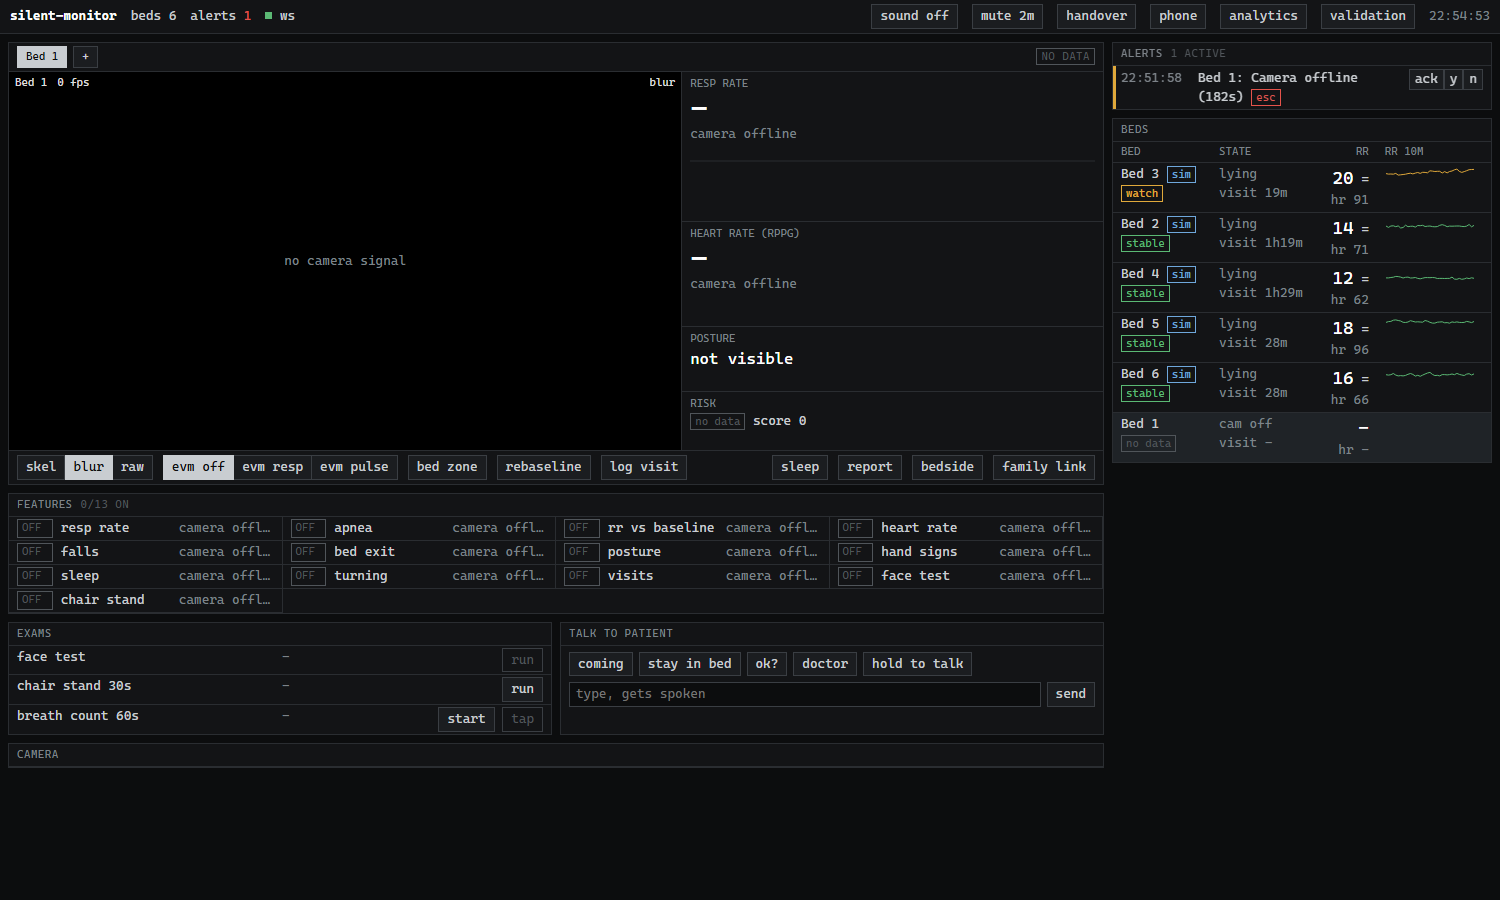 silent-monitor beds 6 alerts 1 ws sound off mute 2m handover phone analytics validation 22:54:53
Bed 1 + NO DATA
Bed 1 0 fps blur
no camera signal
RESP RATE
—
camera offline
HEART RATE (RPPG)
—
camera offline
POSTURE
not visible
RISK
no data score 0
skel blur raw evm off evm resp evm pulse bed zone rebaseline log visit sleep report bedside family link
FEATURES 0/13 ON
OFF resp rate camera offl… OFF apnea camera offl… OFF rr vs baseline camera offl… OFF heart rate camera offl…
OFF falls camera offl… OFF bed exit camera offl… OFF posture camera offl… OFF hand signs camera offl…
OFF sleep camera offl… OFF turning camera offl… OFF visits camera offl… OFF face test camera offl…
OFF chair stand camera offl…
EXAMS
face test — run
chair stand 30s — run
breath count 60s — start tap
TALK TO PATIENT
coming stay in bed ok? doctor hold to talk
type, gets spoken send
CAMERA
ALERTS 1 ACTIVE
22:51:58 Bed 1: Camera offline ack y n
(182s) esc
BEDS
BED STATE RR RR 10M
Bed 3 sim lying 20 =
watch visit 19m hr 91
Bed 2 sim lying 14 =
stable visit 1h19m hr 71
Bed 4 sim lying 12 =
stable visit 1h29m hr 62
Bed 5 sim lying 18 =
stable visit 28m hr 96
Bed 6 sim lying 16 =
stable visit 28m hr 66
Bed 1 cam off —
no data visit — hr —